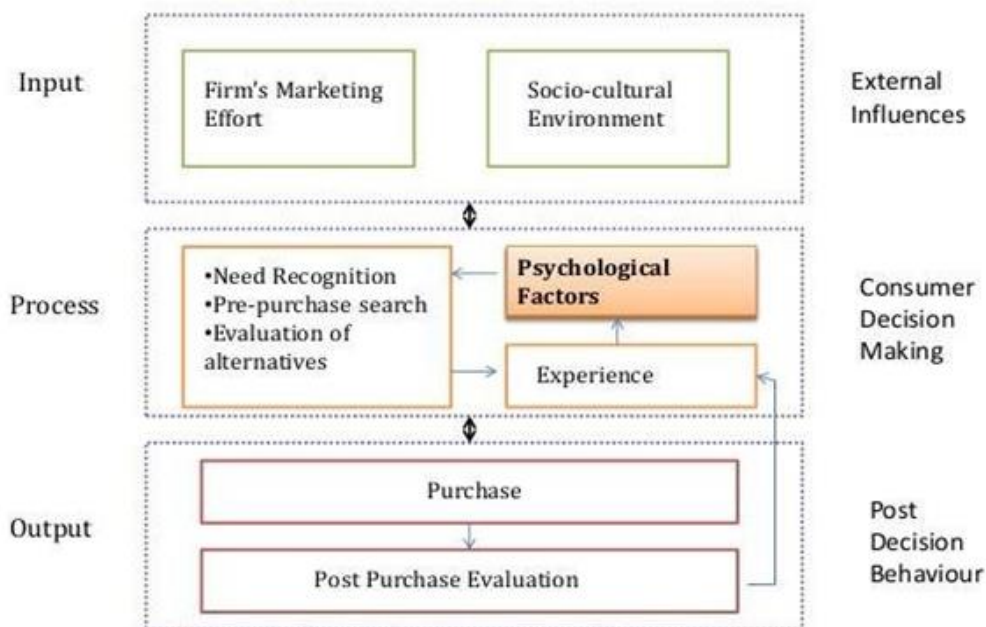 Input
Firm's Marketing
Effort
Socio-cultural
Environment
External
Influences
Process
•Need Recognition
•Pre-purchase search
•Evaluation of
alternatives
Psychological
Factors
Experience
Consumer
Decision
Making
Output
Purchase
Post Purchase Evaluation
Post
Decision
Behaviour